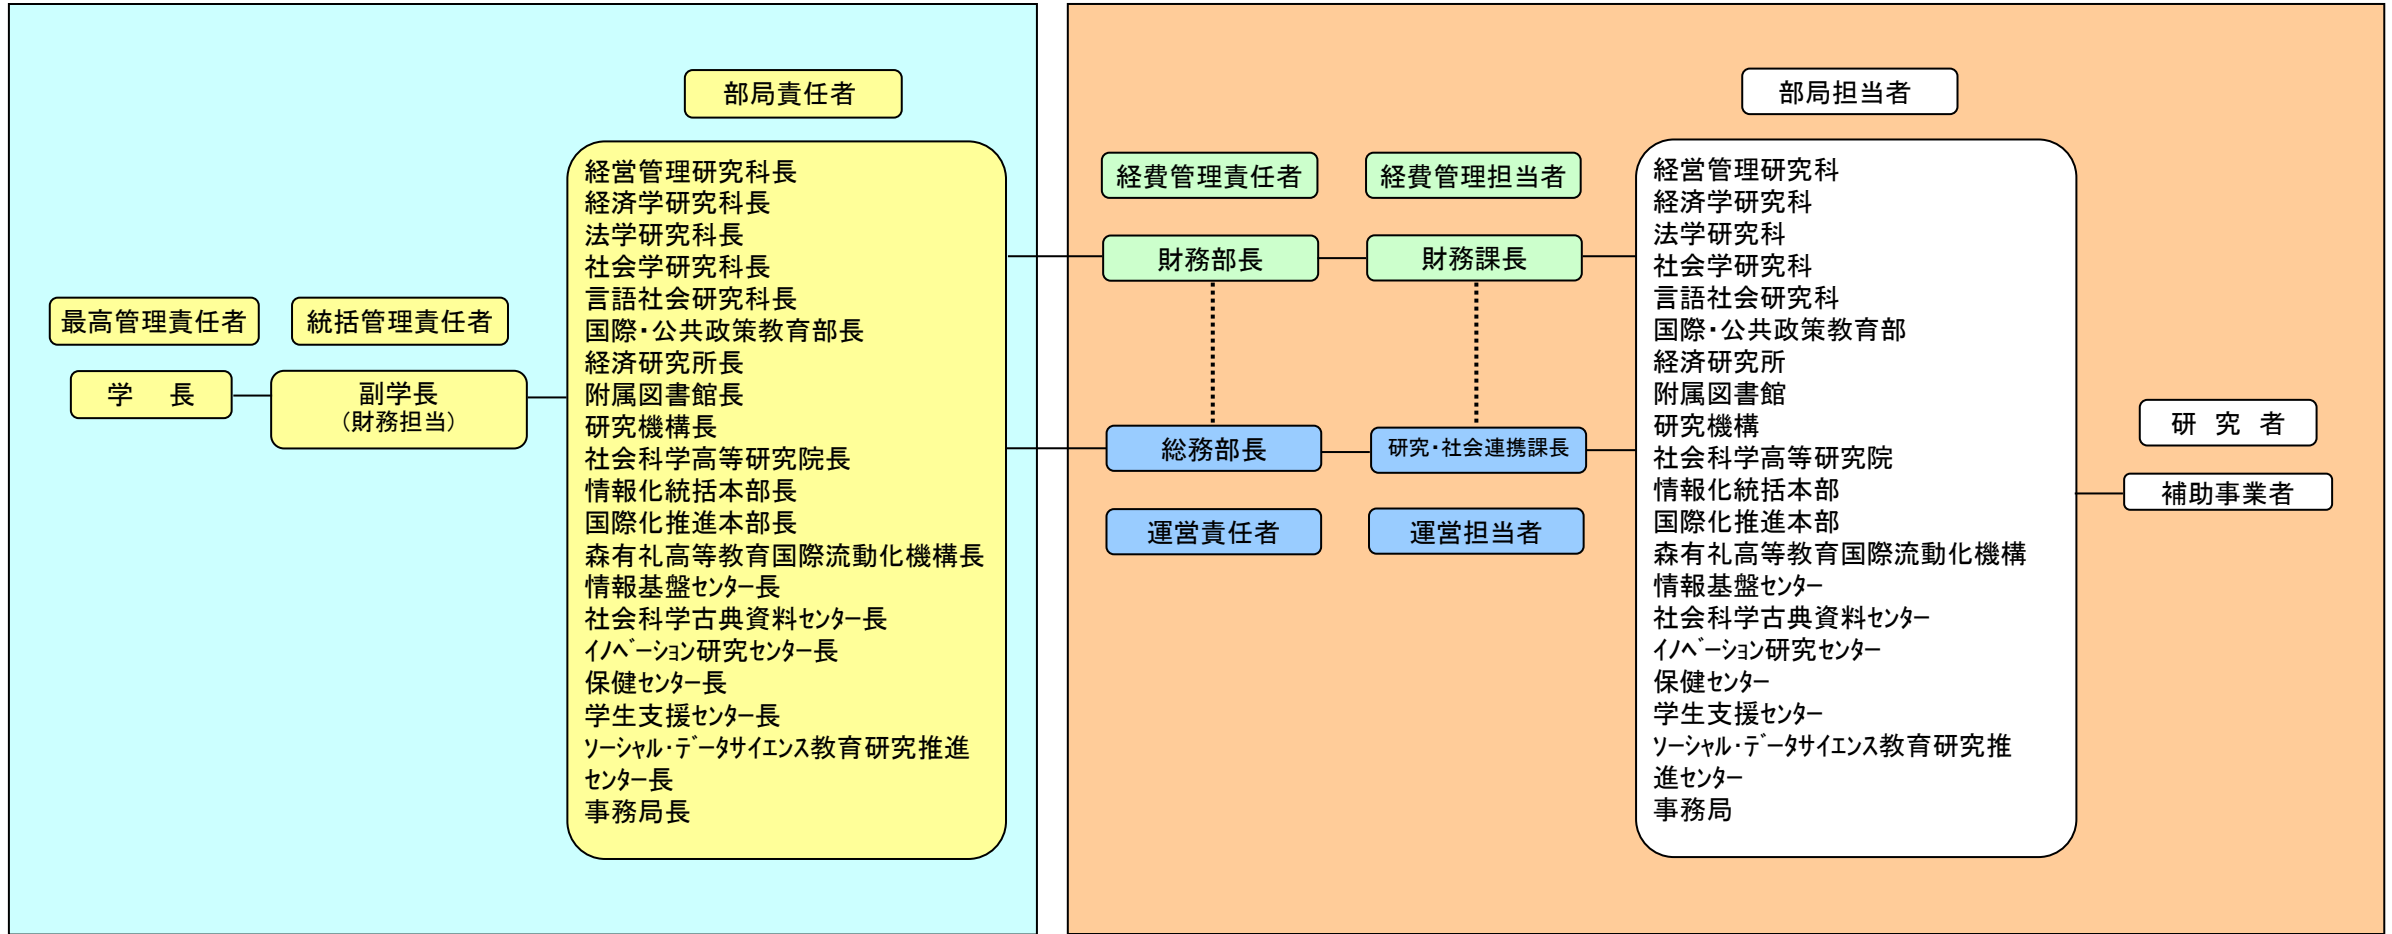 部局責任者
経営管理研究科長
経済学研究科長
法学研究科長
社会学研究科長
言語社会研究科長
国際・公共政策教育部長
経済研究所長
附属図書館長
研究機構長
社会科学高等研究院長
情報化統括本部長
国際化推進本部長
森有礼高等教育国際流動化機構長
情報基盤ｾﾝﾀｰ長
社会科学古典資料ｾﾝﾀｰ長
ｲﾉﾍﾞｰｼｮﾝ研究ｾﾝﾀｰ長
保健ｾﾝﾀｰ長
学生支援ｾﾝﾀｰ長
ｿｰｼｬﾙ・ﾃﾞｰﾀｻｲｴﾝｽ教育研究推進
ｾﾝﾀｰ長
事務局長
最高管理責任者
統括管理責任者
学　長
副学長
（財務担当）
経費管理責任者
経費管理担当者
財務部長
財務課長
総務部長
研究・社会連携課長
運営責任者
運営担当者
部局担当者
経営管理研究科
経済学研究科
法学研究科
社会学研究科
言語社会研究科
国際・公共政策教育部
経済研究所
附属図書館
研究機構
社会科学高等研究院
情報化統括本部
国際化推進本部
森有礼高等教育国際流動化機構
情報基盤ｾﾝﾀｰ
社会科学古典資料ｾﾝﾀｰ
ｲﾉﾍﾞｰｼｮﾝ研究ｾﾝﾀｰ
保健ｾﾝﾀｰ
学生支援ｾﾝﾀｰ
ｿｰｼｬﾙ・ﾃﾞｰﾀｻｲｴﾝｽ教育研究推
進ｾﾝﾀｰ
事務局
研　究　者
補助事業者